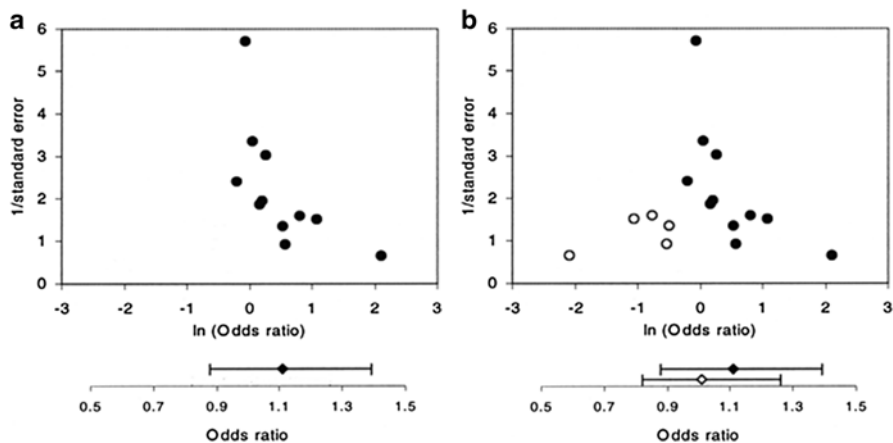 a
6
5
4
3
2
1
0
1/standard error
-3 -2 -1 0 1 2 3
ln (Odds ratio)
0.5 0.7 0.9 1.1 1.3 1.5
Odds ratio
b
6
5
4
3
2
1
0
1/standard error
-3 -2 -1 0 1 2 3
ln (Odds ratio)
0.5 0.7 0.9 1.1 1.3 1.5
Odds ratio